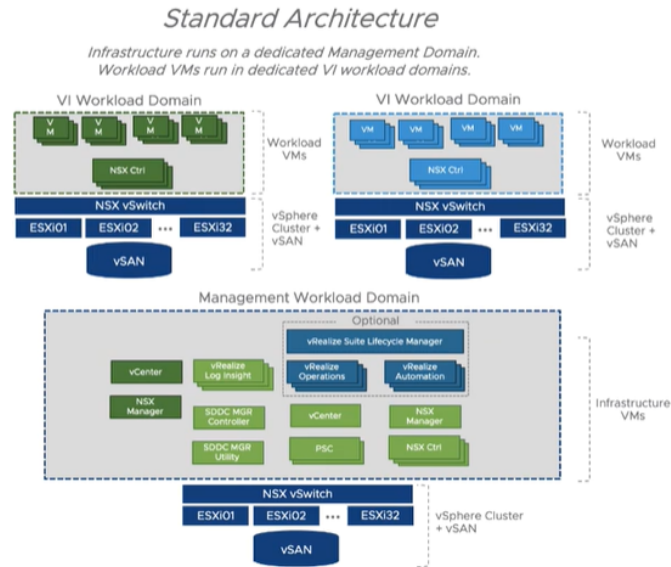 Standard Architecture
Infrastructure runs on a dedicated Management Domain.
Workload VMs run in dedicated VI workload domains.
VI Workload Domain
V
M
V
M
V
M
V
M
NSX Ctrl
Workload
VMs
NSX vSwitch
ESXi01
ESXi02
•••
ESXi32
vSAN
vSphere
Cluster +
vSAN
VI Workload Domain
VM
VM
VM
VM
NSX Ctrl
Workload
VMs
NSX vSwitch
ESXi01
ESXi02
•••
ESXi32
vSAN
vSphere
Cluster +
vSAN
Management Workload Domain
Optional
vRealize Suite Lifecycle Manager
vCenter
vRealize
Log Insight
vRealize
Operations
vRealize
Automation
NSX
Manager
SDDC MGR
Controller
vCenter
NSX
Manager
SDDC MGR
Utility
PSC
NSX Ctrl
Infrastructure
VMs
NSX vSwitch
ESXi01
ESXi02
•••
ESXi32
vSAN
vSphere Cluster
+ vSAN